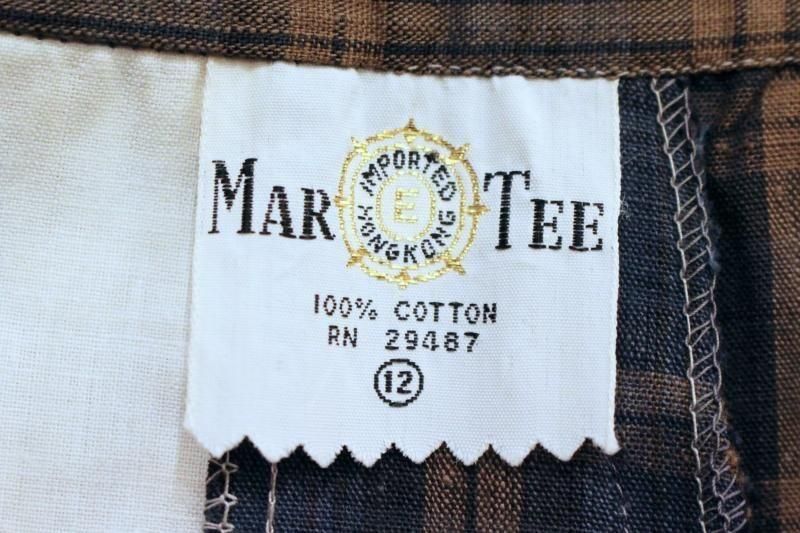 MAR E TEE
IMPORTED
HONGKONG
100% COTTON
RN 29487
12